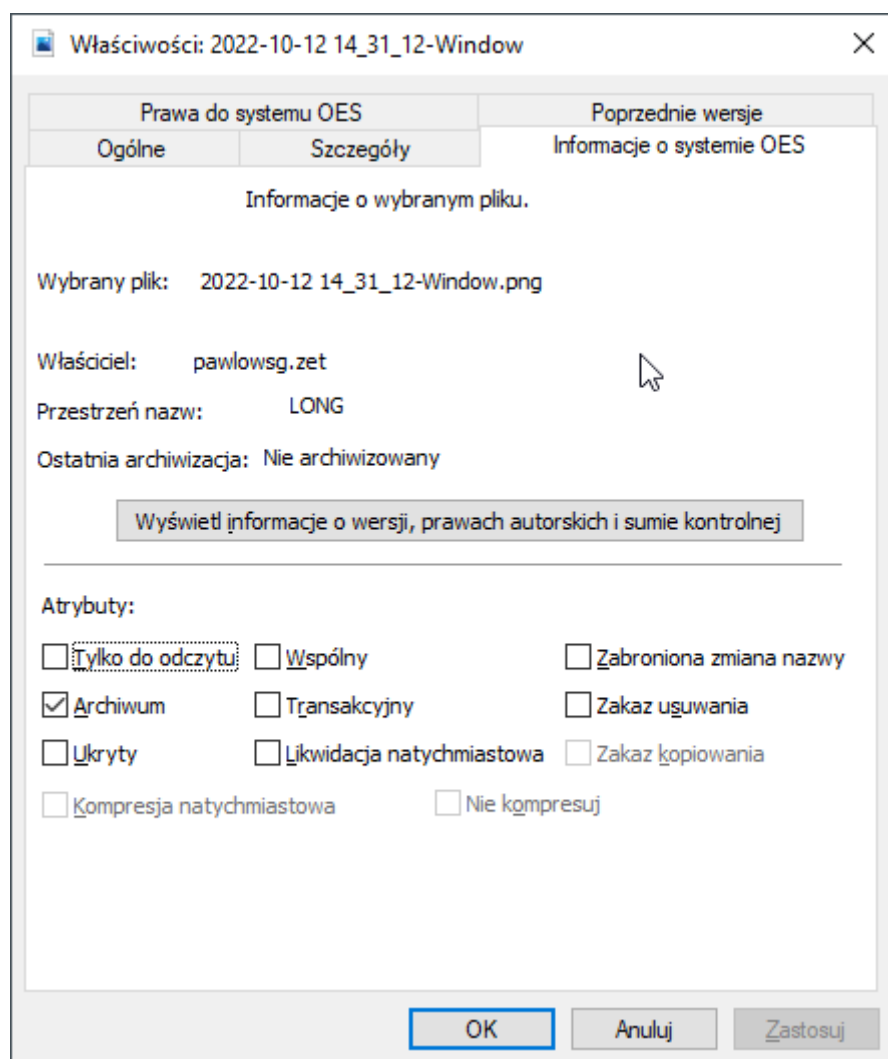 Właściwości: 2022-10-12 14_31_12-Window
Prawa do systemu OES Poprzednie wersje
Ogólne Szczegóły Informacje o systemie OES
Informacje o wybranym pliku.
Wybrany plik: 2022-10-12 14_31_12-Window.png
Właściciel: pawlowsg.zet
Przestrzeń nazw: LONG
Ostatnia archiwizacja: Nie archiwizowany
Wyświetl informacje o wersji, prawach autorskich i sumie kontrolnej
Atrybuty:
Tylko do odczytu Wspólny Zabroniona zmiana nazwy
Archiwum Transakcyjny Zakaz usuwania
Ukryty Likwidacja natychmiastowa Zakaz kopiowania
Kompresja natychmiastowa Nie kompresuj
OK Anuluj Zastosuj